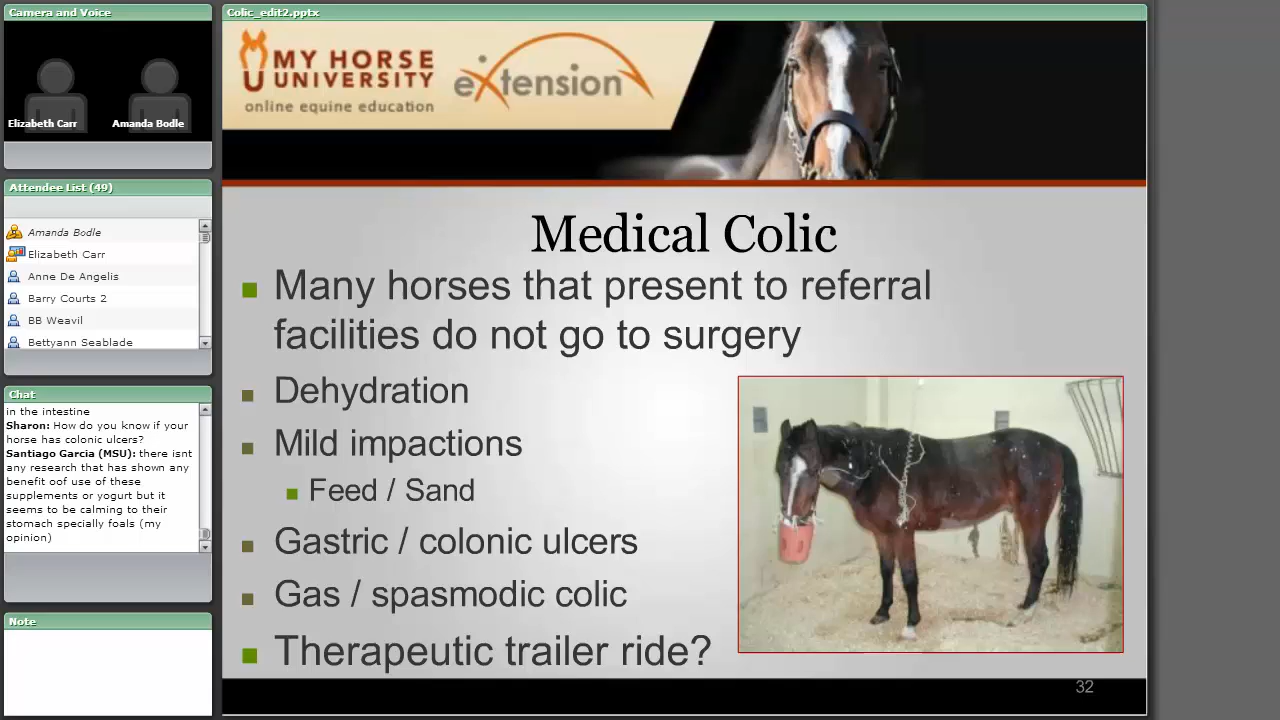 Camera and Voice
Elizabeth Carr
Amanda Bodle
Attendee List (49)
Amanda Bodle
Elizabeth Carr
Anne De Angelis
Barry Courts 2
BB Weavil
Bettyann Seablade
Chat
in the intestine
Sharon: How do you know if your
horse has colonic ulcers?
Santiago Garcia (MSU): there isnt
any research that has shown any
benefit oof use of these
supplements or yogurt but it
seems to be calming to their
stomach specially foals (my
opinion)
Note
Colic_edit2.pptx
MY HORSE
UNIVERSITY
online equine education
eXtension
Medical Colic
Many horses that present to referral
facilities do not go to surgery
Dehydration
Mild impactions
Feed / Sand
Gastric / colonic ulcers
Gas / spasmodic colic
Therapeutic trailer ride?
32